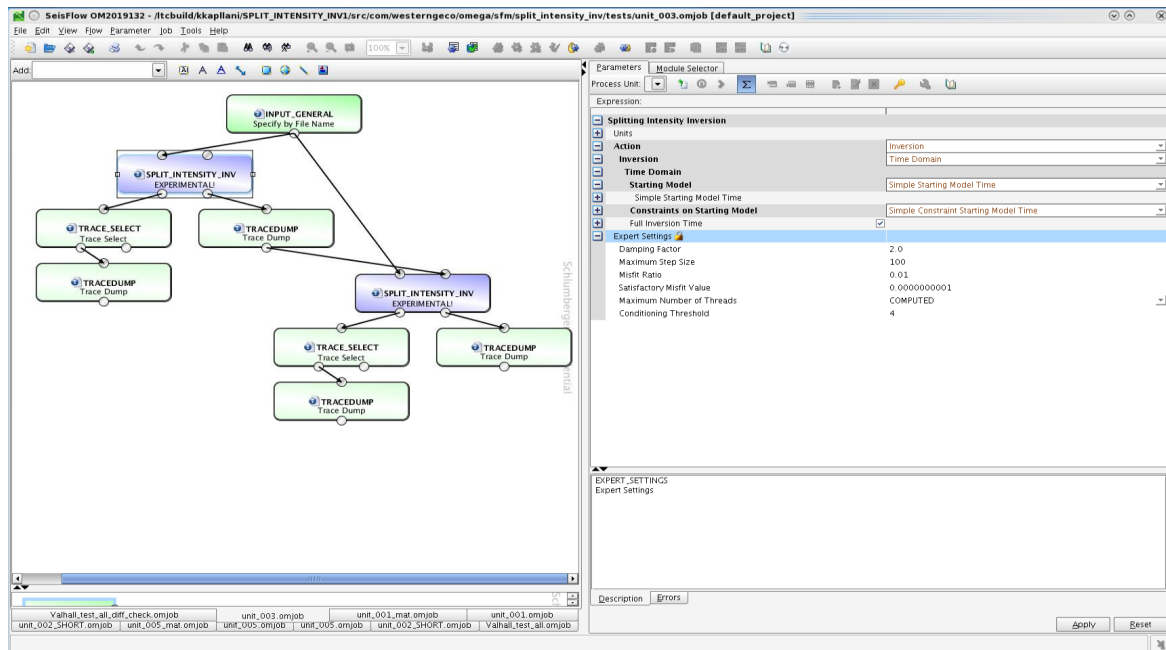 SeisFlow OM2019132 - /ltcbuild/kkapllani/SPLIT_INTENSITY_INV1/src/com/westerngeco/omega/sfm/split_intensity_inv/tests/unit_003.omjob [default_project]
File Edit View Flow Parameter Job Tools Help
100%
Add:
A A A
INPUT_GENERAL
Specify by File Name
SPLIT_INTENSITY_INV
EXPERIMENTAL!
TRACE_SELECT
Trace Select
TRACEDUMP
Trace Dump
TRACEDUMP
Trace Dump
SPLIT_INTENSITY_INV
EXPERIMENTAL!
TRACE_SELECT
Trace Select
TRACEDUMP
Trace Dump
TRACEDUMP
Trace Dump
Valhall_test_all_diff_check.omjob unit_003.omjob unit_001_mat.omjob unit_001.omjob
unit_002_SHORT.omjob unit_005_mat.omjob unit_005.omjob unit_005.omjob unit_002_SHORT.omjob Valhall_test_all.omjob
Parameters Module Selector
Process Unit:
Expression:
Splitting Intensity Inversion
Units
Action Inversion
Inversion Time Domain
Time Domain
Starting Model Simple Starting Model Time
Simple Starting Model Time
Constraints on Starting Model Simple Constraint Starting Model Time
Full Inversion Time
Expert Settings
Damping Factor 2.0
Maximum Step Size 100
Misfit Ratio 0.01
Satisfactory Misfit Value 0.0000000001
Maximum Number of Threads COMPUTED
Conditioning Threshold 4
EXPERT_SETTINGS
Expert Settings
Description Errors
Apply Reset